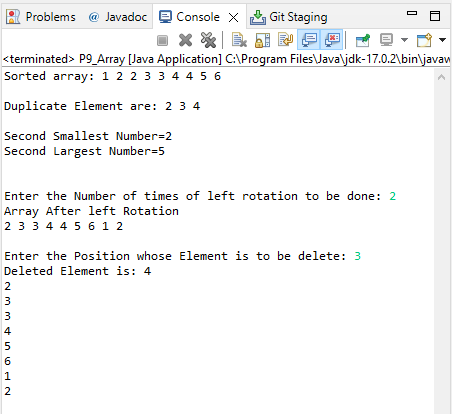 Problems @ Javadoc Console Git Staging
<terminated> P9_Array [Java Application] C:\Program Files\Java\jdk-17.0.2\bin\javaw
Sorted array: 1 2 2 3 3 4 4 5 6
Duplicate Element are: 2 3 4
Second Smallest Number=2
Second Largest Number=5
Enter the Number of times of left rotation to be done: 2
Array After left Rotation
2 3 3 4 4 5 6 1 2
Enter the Position whose Element is to be delete: 3
Deleted Element is: 4
2
3
3
4
5
6
1
2